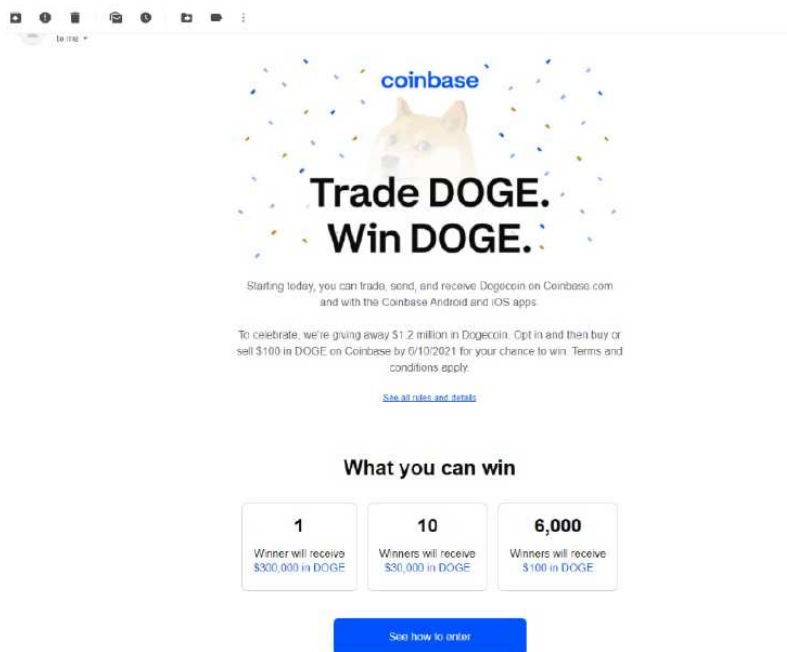 to me
coinbase
Trade DOGE.
Win DOGE.
Starting today, you can trade, send, and receive Dogecoin on Coinbase.com
and with the Coinbase Android and iOS apps.
To celebrate, we're giving away $1.2 million in Dogecoin. Opt in and then buy or
sell $100 in DOGE on Coinbase by 6/10/2021 for your chance to win. Terms and
conditions apply.
See all rules and details
What you can win
1
Winner will receive
$300,000 in DOGE
10
Winners will receive
$30,000 in DOGE
6,000
Winners will receive
$100 in DOGE
See how to enter